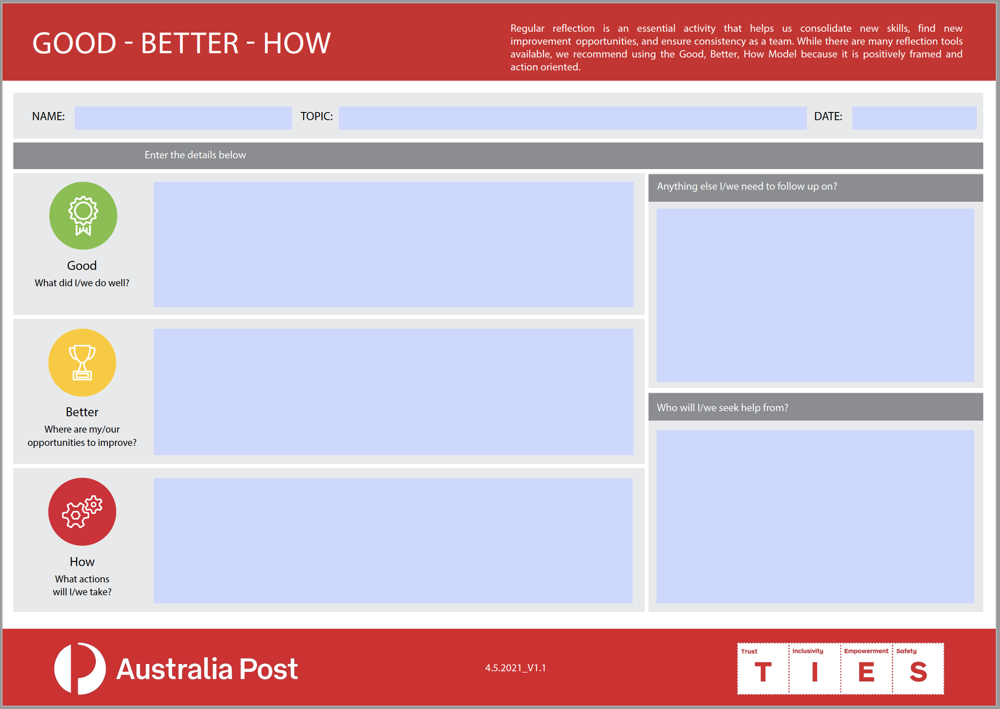 GOOD - BETTER - HOW
Regular reflection is an essential activity that helps us consolidate new skills, find new
improvement opportunities, and ensure consistency as a team. While there are many reflection tools
available, we recommend using the Good, Better, How Model because it is positively framed and
action oriented.
NAME:
TOPIC:
DATE:
Enter the details below
Good
What did I/we do well?
Better
Where are my/our
opportunities to improve?
How
What actions
will I/we take?
Anything else I/we need to follow up on?
Who will I/we seek help from?
Australia Post
4.5.2021_V1.1
Trust Inclusivity Empowerment Safety
T I E S